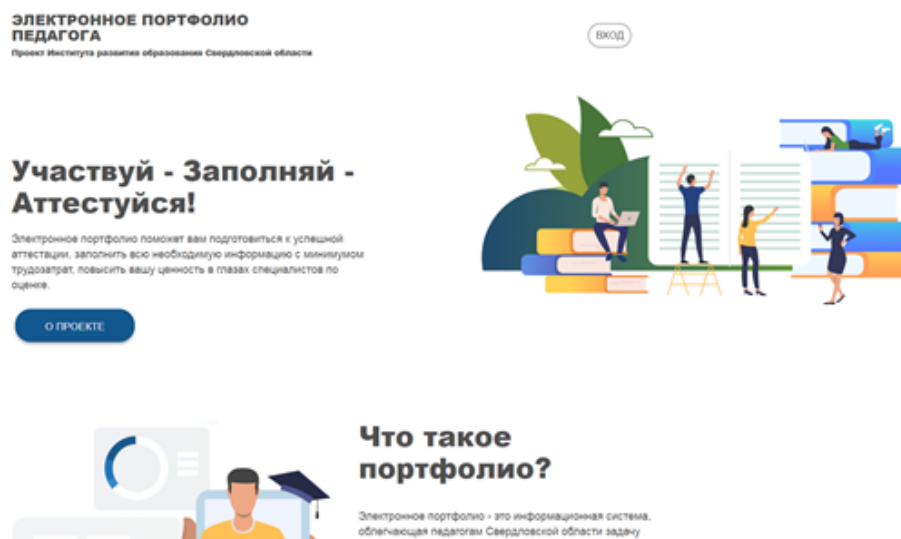 ЭЛЕКТРОННОЕ ПОРТФОЛИО
ПЕДАГОГА
Проект Института развития образования Свердловской области
ВХОД
Участвуй - Заполняй -
Аттестуйся!
Электронное портфолио поможет вам подготовиться к успешной
аттестации, заполнить всю необходимую информацию с минимумом
трудозатрат, повысить вашу ценность в глазах специалистов по
оценке.
О ПРОЕКТЕ
Что такое
портфолио?
Электронное портфолио - это информационная система,
облегчающая педагогам Свердловской области задачу